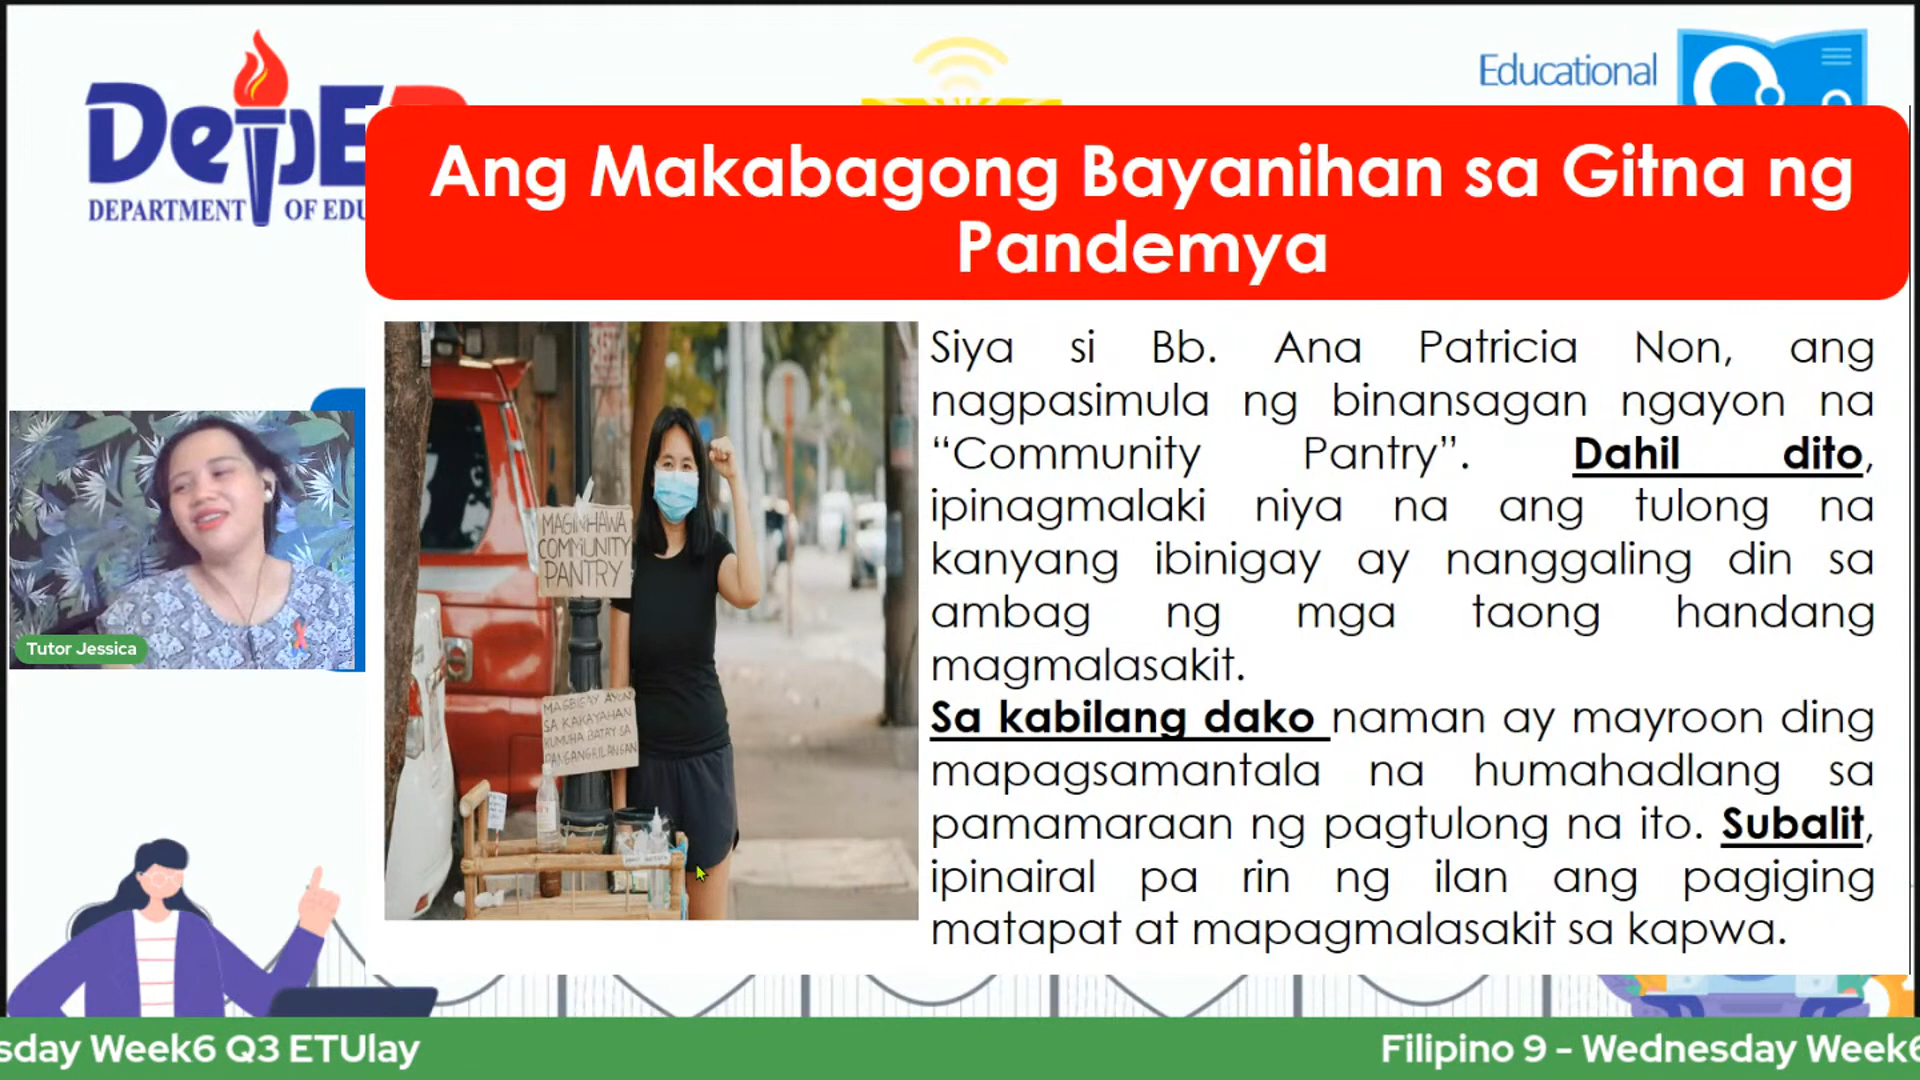 DepE
DEPARTMENT OF EDU
Educational
Ang Makabagong Bayanihan sa Gitna ng
Pandemya
Siya si Bb. Ana Patricia Non, ang
nagpasimula ng binansagan ngayon na
“Community Pantry”. Dahil dito,
ipinagmalaki niya na ang tulong na
kanyang ibinigay ay nanggaling din sa
ambag ng mga taong handang
magmalasakit.
Sa kabilang dako naman ay mayroon ding
mapagsamantala na humahadlang sa
pamamaraan ng pagtulong na ito. Subalit,
ipinairal pa rin ng ilan ang pagiging
matapat at mapagmalasakit sa kapwa.
MAGINHAWA
COMMUNITY
PANTRY
MAGBIGAY AYON
SA KAKAYAHAN
KUMUHA BATAY SA
PANGANGAILANGAN
Tutor Jessica
sday Week6 Q3 ETUlay
Filipino 9 - Wednesday Week6